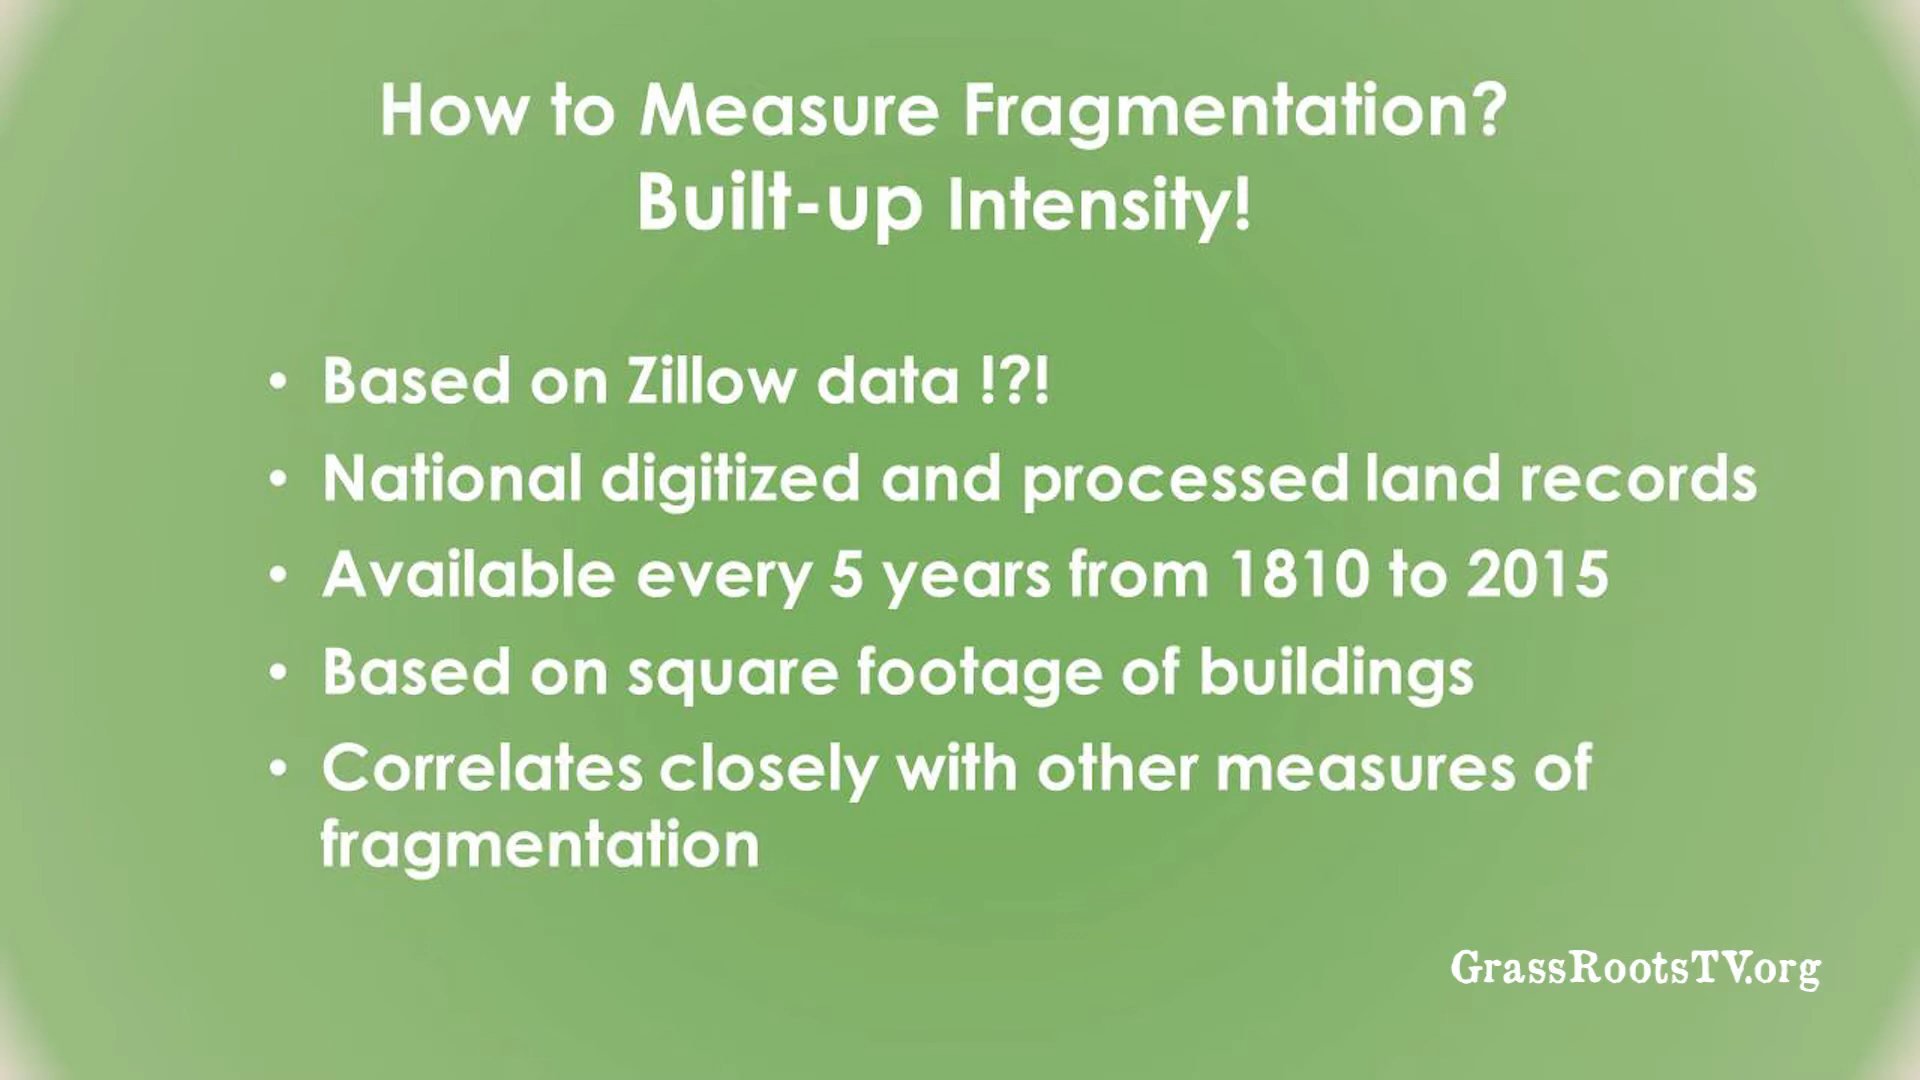 How to Measure Fragmentation?
Built-up Intensity!
• Based on Zillow data !?!
• National digitized and processed land records
• Available every 5 years from 1810 to 2015
• Based on square footage of buildings
• Correlates closely with other measures of
fragmentation
GrassRootsTV.org